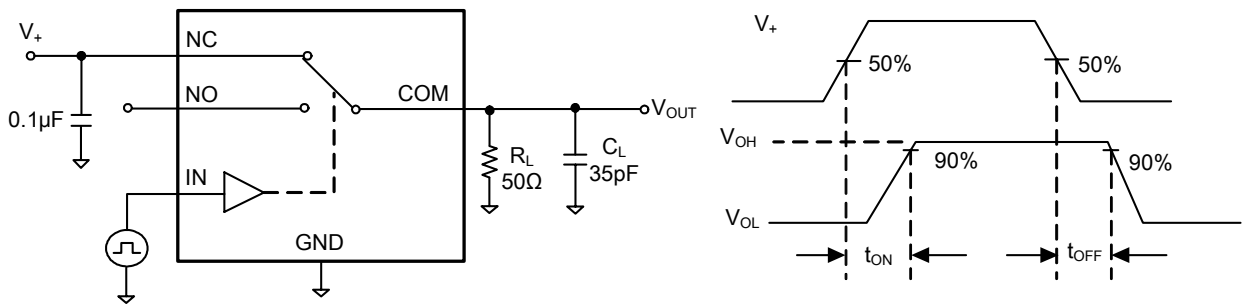 V+
NC
NO
COM
0.1µF
IN
GND
RL
50Ω
CL
35pF
VOUT
V+
50%
50%
VOH
90%
90%
VOL
tON
tOFF